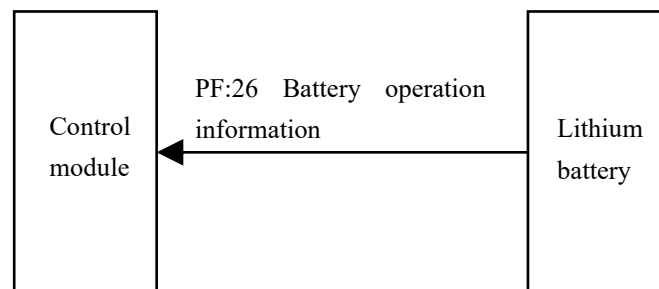 PF:26 Battery operation
information
Control
module
Lithium
battery